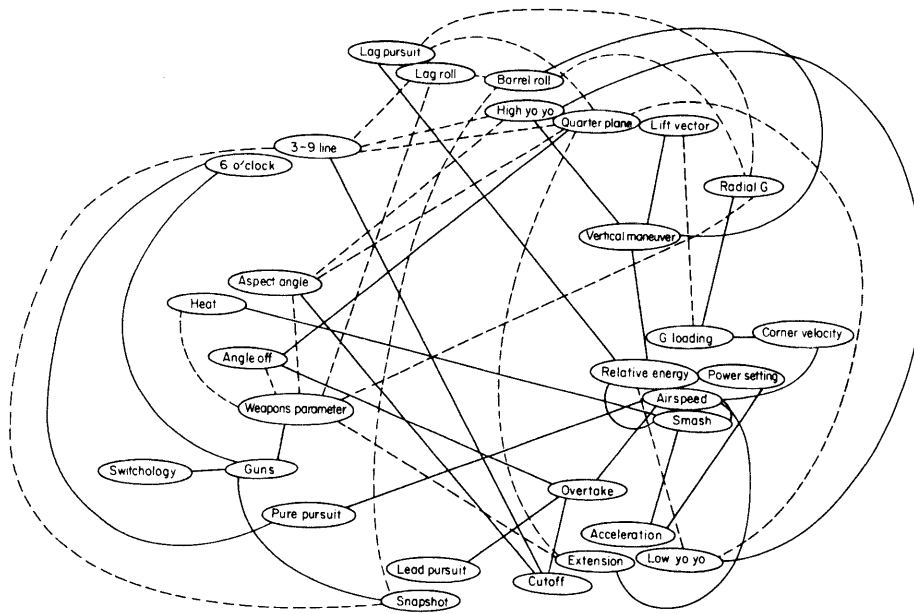 Lag pursuit
Lag roll
Barrel roll
High yo yo
Quarter plane
Lift vector
3-9 line
6 o'clock
Radial G
Vertical maneuver
Aspect angle
Heat
G loading
Corner velocity
Angle off
Relative energy
Power setting
Airspeed
Weapons parameter
Smash
Switchology
Guns
Overtake
Pure pursuit
Acceleration
Extension
Low yo yo
Lead pursuit
Cutoff
Snapshot